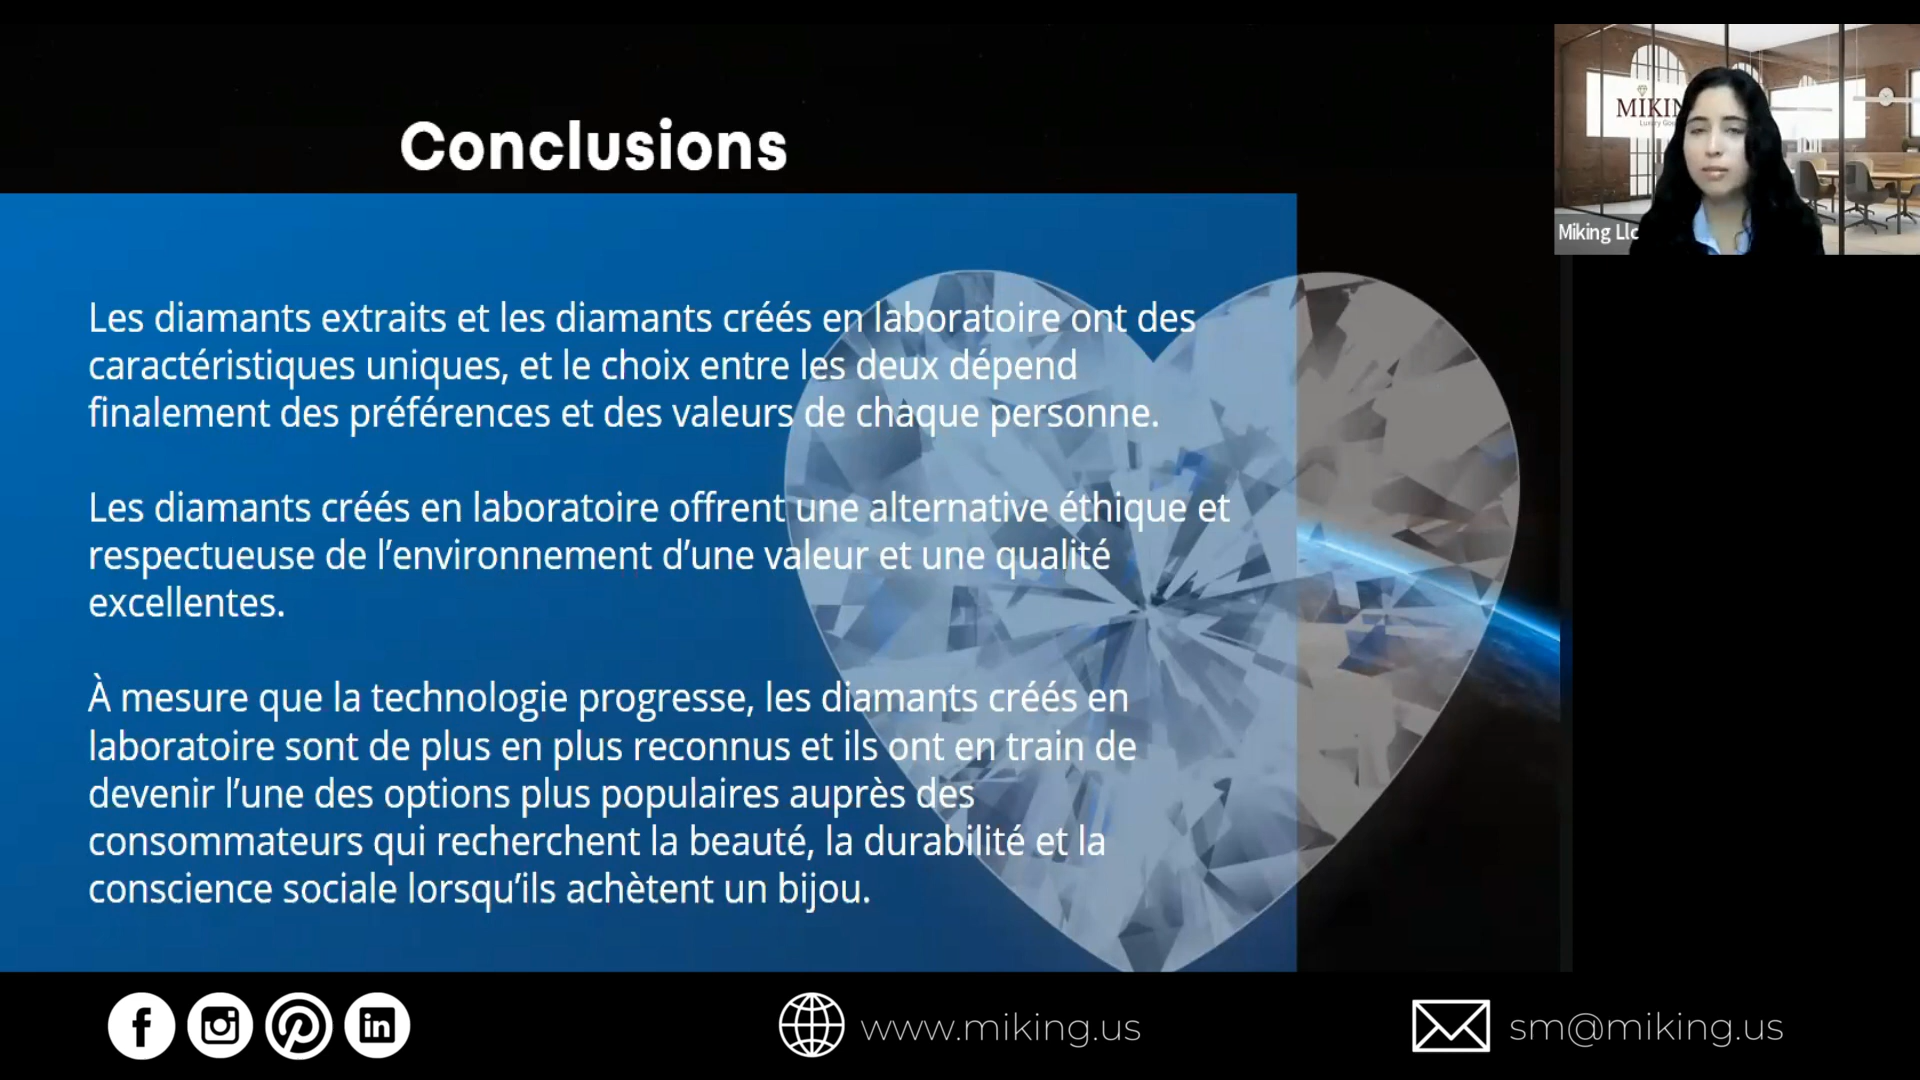 Conclusions
Les diamants extraits et les diamants créés en laboratoire ont des
caractéristiques uniques, et le choix entre les deux dépend
finalement des préférences et des valeurs de chaque personne.
Les diamants créés en laboratoire offrent une alternative éthique et
respectueuse de l’environnement d’une valeur et une qualité
excellentes.
À mesure que la technologie progresse, les diamants créés en
laboratoire sont de plus en plus reconnus et ils ont en train de
devenir l’une des options plus populaires auprès des
consommateurs qui recherchent la beauté, la durabilité et la
conscience sociale lorsqu’ils achètent un bijou.
Miking Llc
www.miking.us
sm@miking.us